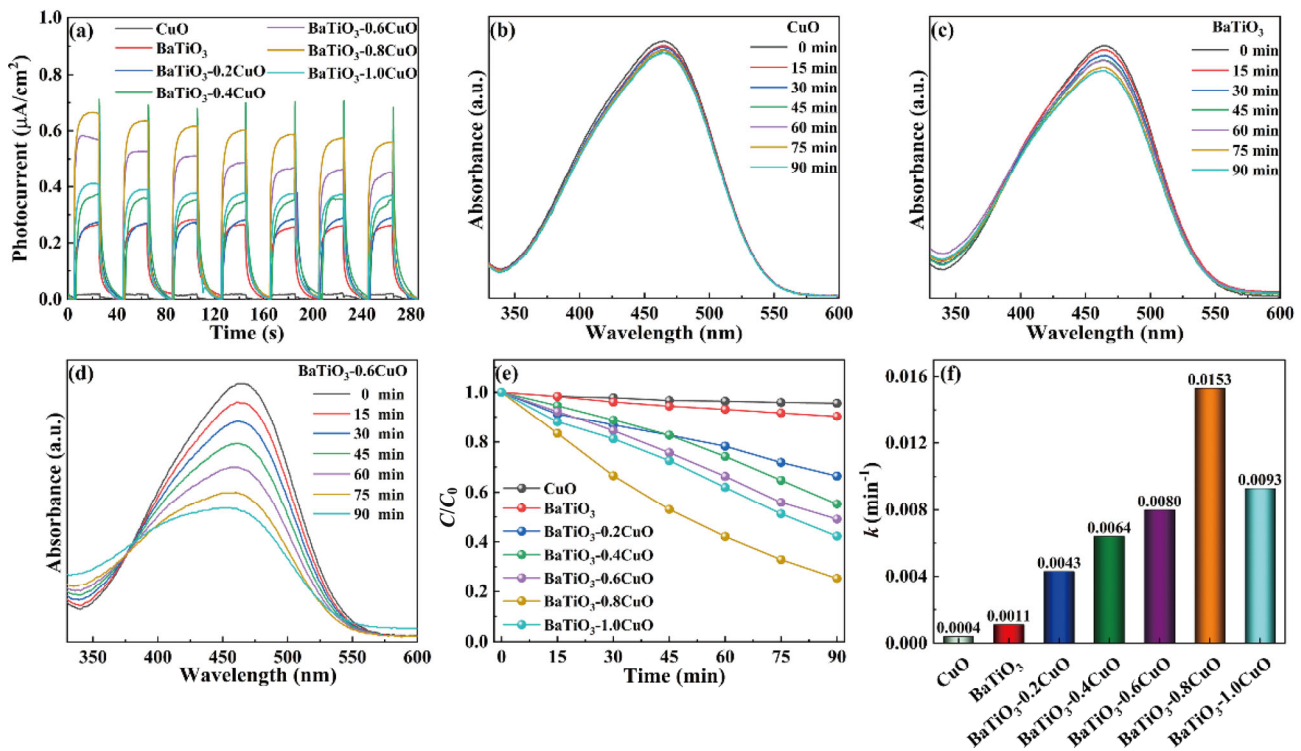 (a)
CuO
BaTiO₃
BaTiO₃-0.2CuO
BaTiO₃-0.4CuO
BaTiO₃-0.6CuO
BaTiO₃-0.8CuO
BaTiO₃-1.0CuO
Photocurrent (μA/cm²)
1.0
0.8
0.6
0.4
0.2
0.0
0 40 80 120 160 200 240 280
Time (s)
(b)
CuO
0 min
15 min
30 min
45 min
60 min
75 min
90 min
Absorbance (a.u.)
350 400 450 500 550 600
Wavelength (nm)
(c)
BaTiO₃
0 min
15 min
30 min
45 min
60 min
75 min
90 min
Absorbance (a.u.)
350 400 450 500 550 600
Wavelength (nm)
(d)
BaTiO₃-0.6CuO
0 min
15 min
30 min
45 min
60 min
75 min
90 min
Absorbance (a.u.)
350 400 450 500 550 600
Wavelength (nm)
(e)
C/C₀
1.0
0.8
0.6
0.4
0.2
0.0
CuO
BaTiO₃
BaTiO₃-0.2CuO
BaTiO₃-0.4CuO
BaTiO₃-0.6CuO
BaTiO₃-0.8CuO
BaTiO₃-1.0CuO
0 15 30 45 60 75 90
Time (min)
(f)
k (min⁻¹)
0.016
0.012
0.008
0.004
0.000
0.0004
0.0011
0.0043
0.0064
0.0080
0.0153
0.0093
CuO
BaTiO₃
BaTiO₃-0.2CuO
BaTiO₃-0.4CuO
BaTiO₃-0.6CuO
BaTiO₃-0.8CuO
BaTiO₃-1.0CuO